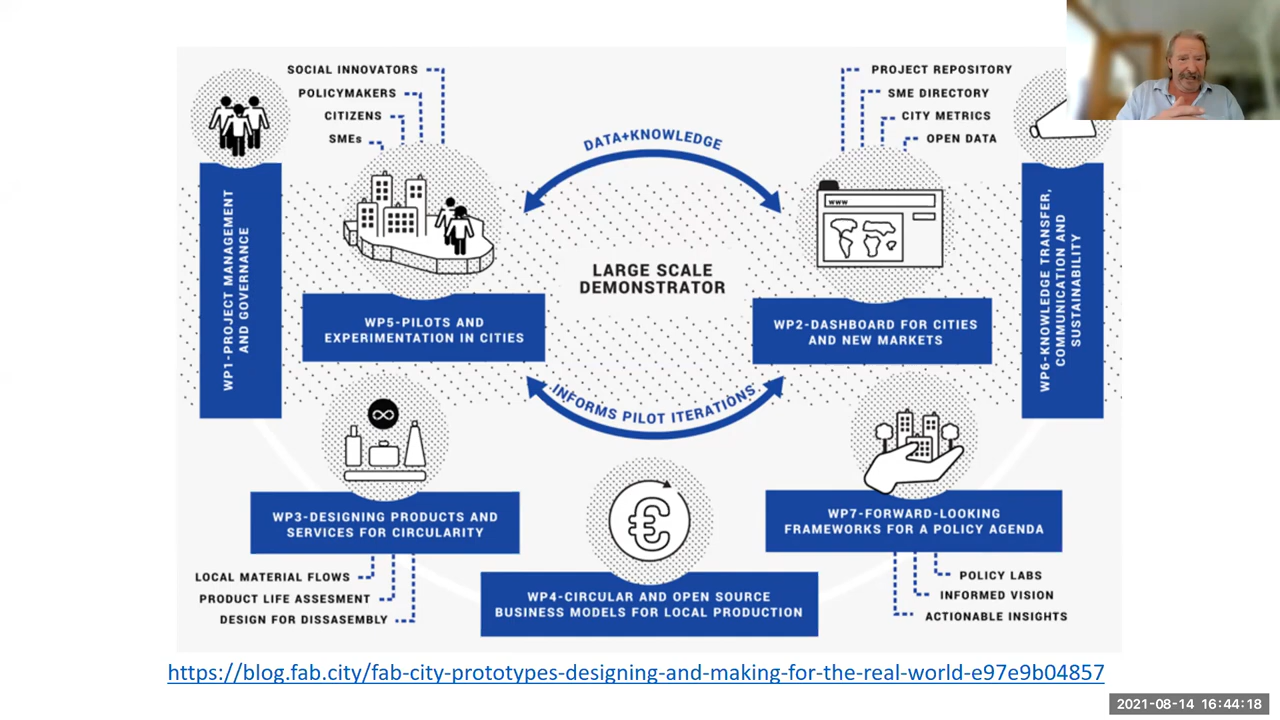 SOCIAL INNOVATORS
POLICYMAKERS
CITIZENS
SMEs
PROJECT REPOSITORY
SME DIRECTORY
CITY METRICS
OPEN DATA
DATA+KNOWLEDGE
WWW
LARGE SCALE
DEMONSTRATOR
WP1-PROJECT MANAGEMENT
AND GOVERNANCE
WP5-PILOTS AND
EXPERIMENTATION IN CITIES
WP2-DASHBOARD FOR CITIES
AND NEW MARKETS
WP6-KNOWLEDGE TRANSFER,
COMMUNICATION AND
SUSTAINABILITY
INFORMS PILOT ITERATIONS
€
WP3-DESIGNING PRODUCTS AND
SERVICES FOR CIRCULARITY
WP7-FORWARD-LOOKING
FRAMEWORKS FOR A POLICY AGENDA
LOCAL MATERIAL FLOWS
PRODUCT LIFE ASSESMENT
DESIGN FOR DISSASEMBLY
WP4-CIRCULAR AND OPEN SOURCE
BUSINESS MODELS FOR LOCAL PRODUCTION
POLICY LABS
INFORMED VISION
ACTIONABLE INSIGHTS
https://blog.fab.city/fab-city-prototypes-designing-and-making-for-the-real-world-e97e9b04857
2021-08-14 16:44:18